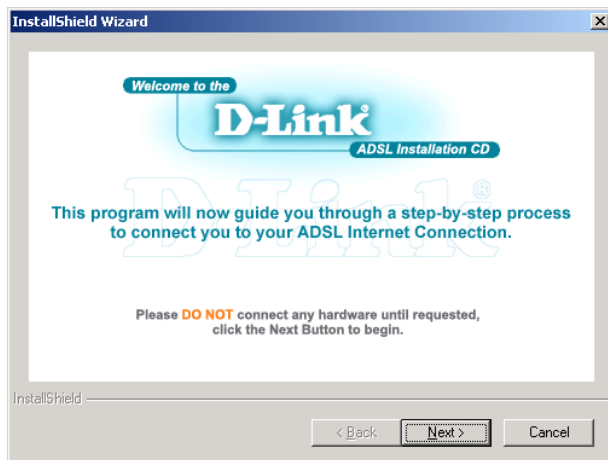 InstallShield Wizard
Welcome to the
D-Link
ADSL Installation CD
D-Link
This program will now guide you through a step-by-step process
to connect you to your ADSL Internet Connection.
Please DO NOT connect any hardware until requested,
click the Next Button to begin.
InstallShield
< Back Next > Cancel